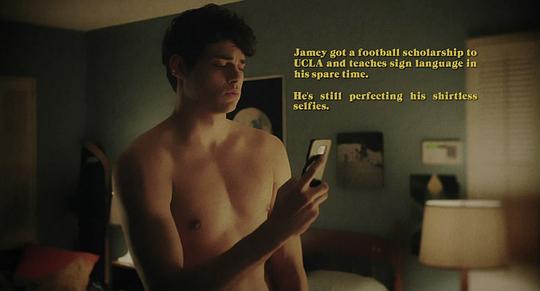 Jamey got a football scholarship to
UCLA and teaches sign language in
his spare time.
He's still perfecting his shirtless
selfies.